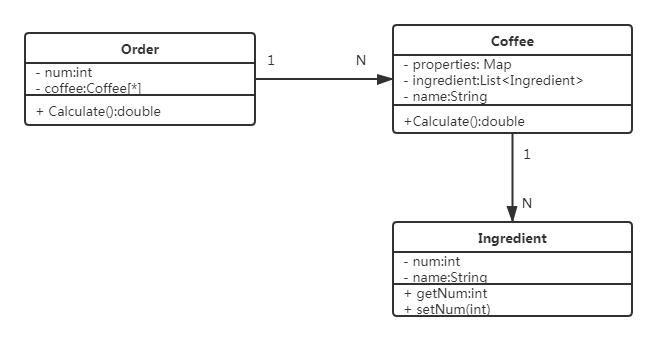 Order
- num:int
- coffee:Coffee[*]
+ Calculate():double
1
N
Coffee
- properties: Map
- ingredient:List<Ingredient>
- name:String
+Calculate():double
1
N
Ingredient
- num:int
- name:String
+ getNum:int
+ setNum(int)